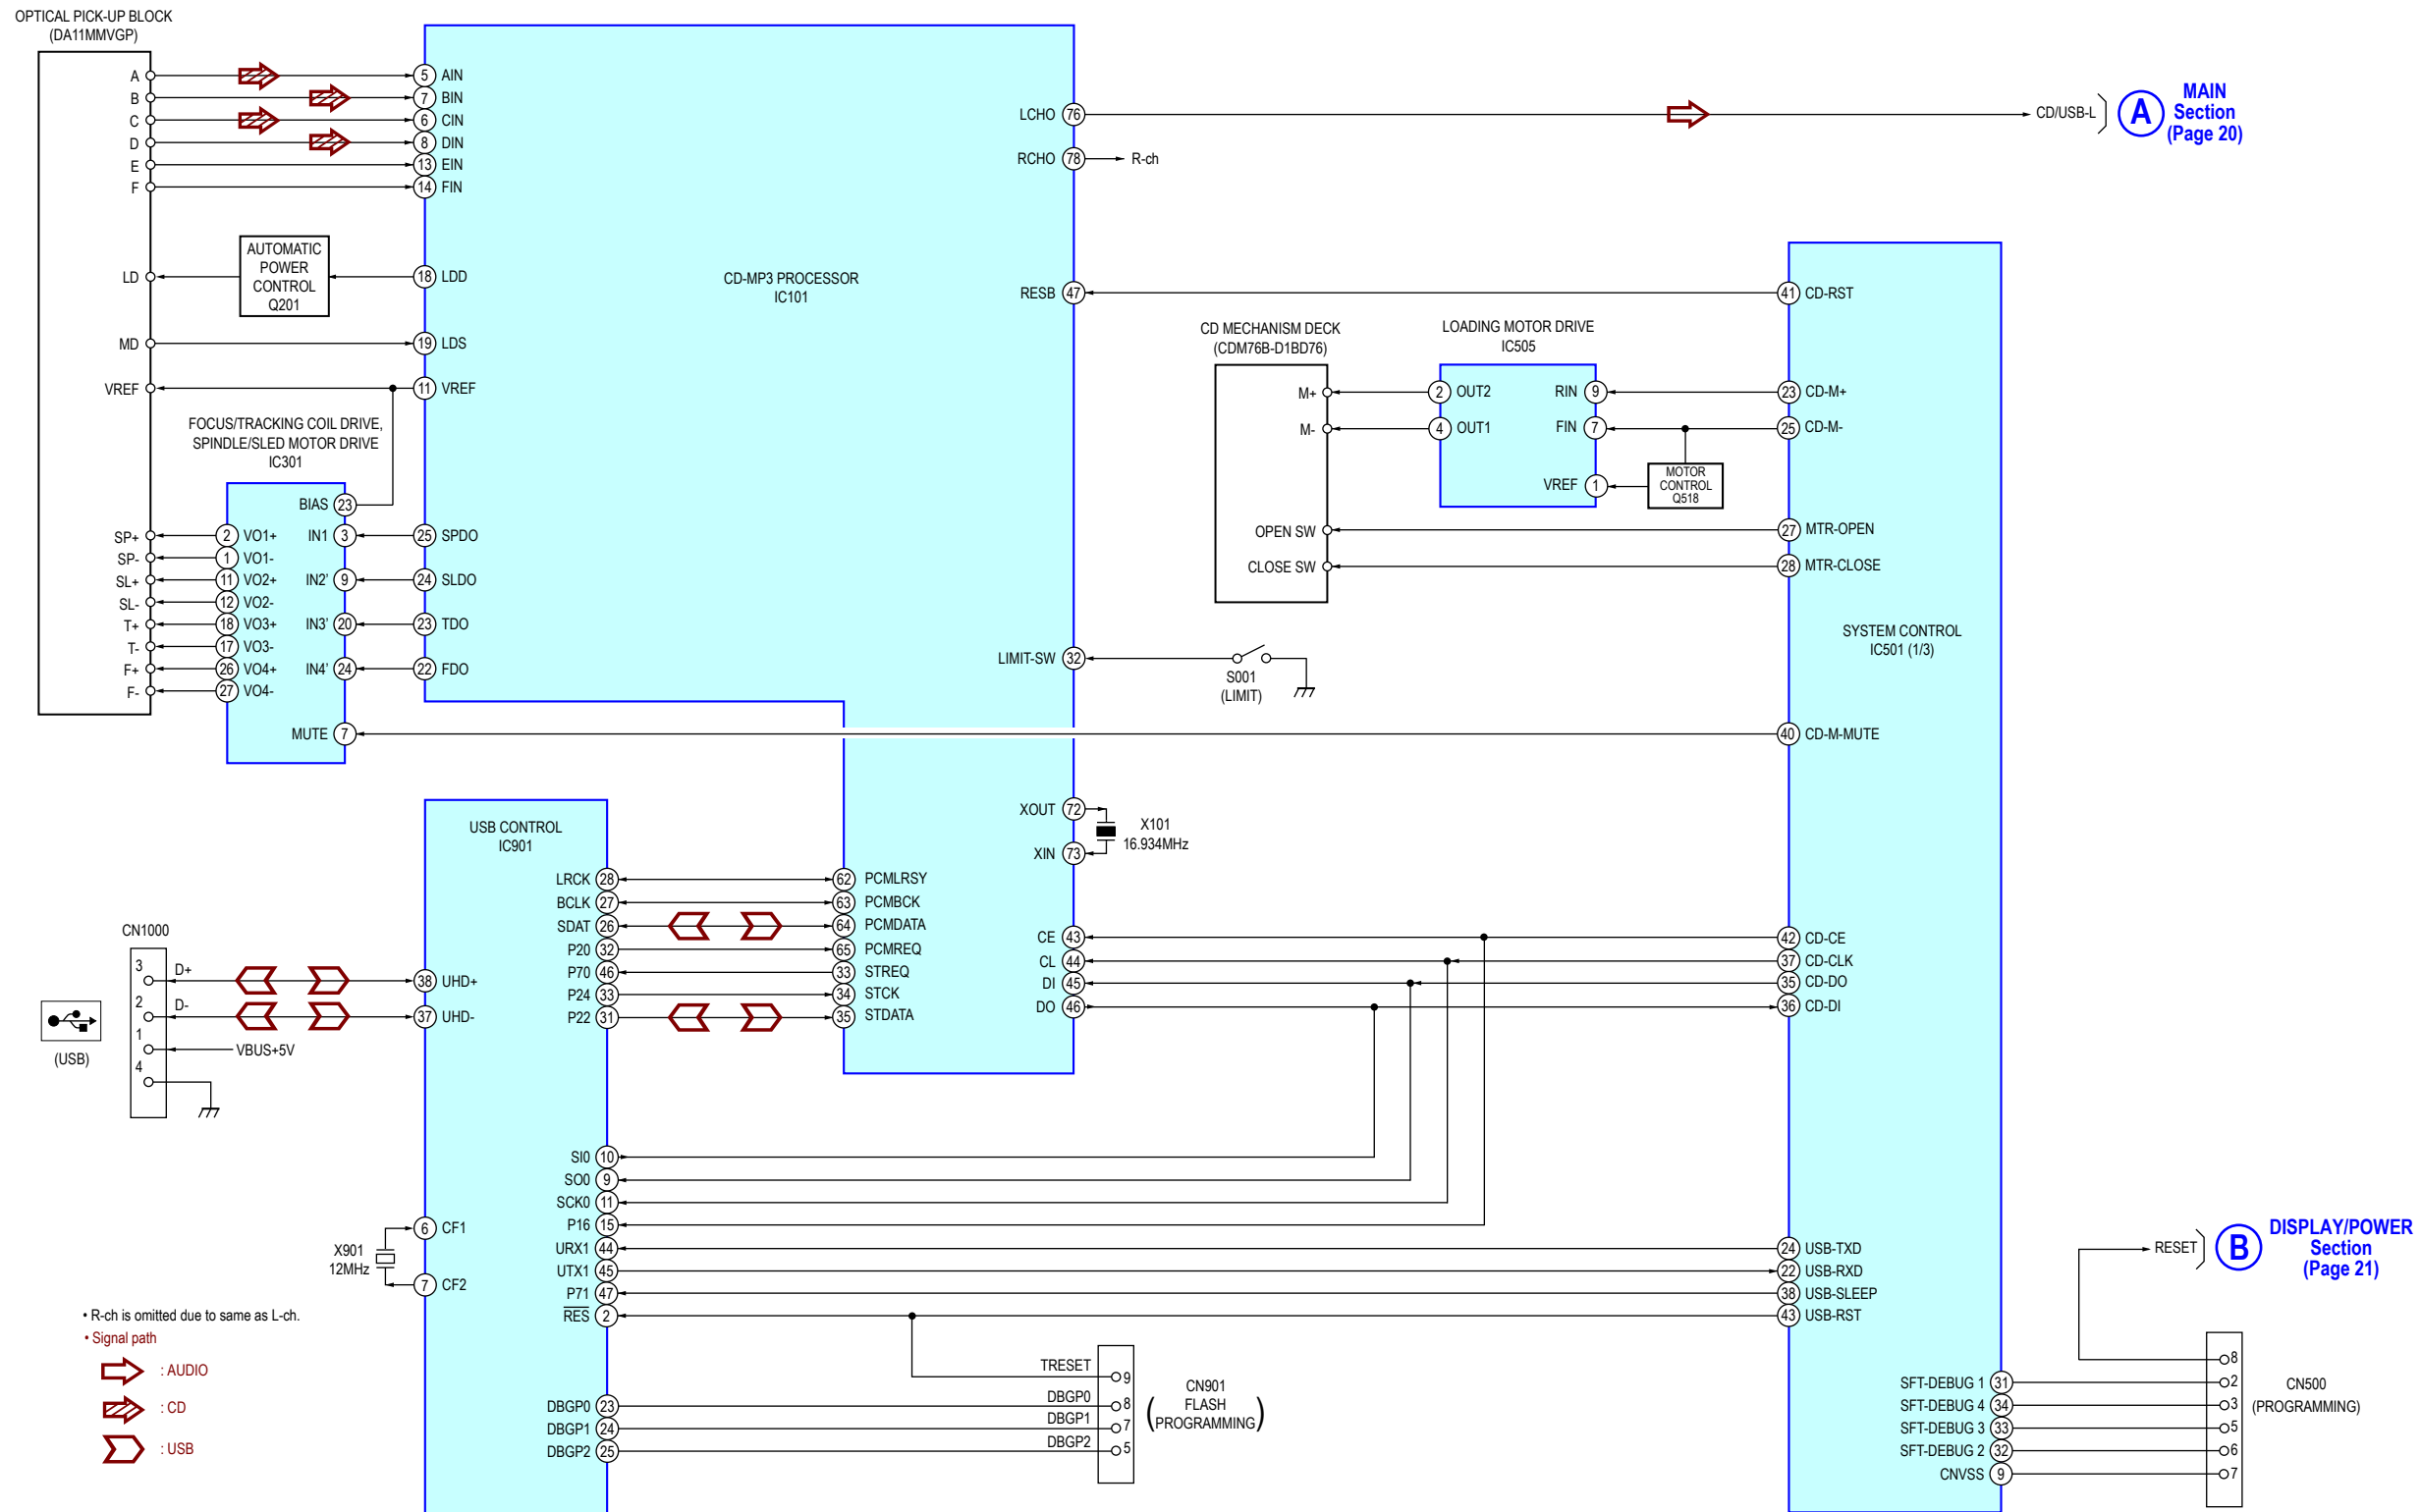 OPTICAL PICK-UP BLOCK
(DA11MMVGP)
A
B
C
D
E
F
LD
MD
VREF
SP+
SP-
SL+
SL-
T+
T-
F+
F-
AUTOMATIC
POWER
CONTROL
Q201
FOCUS/TRACKING COIL DRIVE,
SPINDLE/SLED MOTOR DRIVE
IC301
2 VO1+
1 VO1-
11 VO2+
12 VO2-
18 VO3+
17 VO3-
26 VO4+
27 VO4-
BIAS 23
IN1 3
IN2' 9
IN3' 20
IN4' 24
MUTE 7
CD-MP3 PROCESSOR
IC101
5 AIN
7 BIN
6 CIN
8 DIN
13 EIN
14 FIN
18 LDD
19 LDS
11 VREF
25 SPDO
24 SLDO
23 TDO
22 FDO
LCHO 76
RCHO 78
R-ch
RESB 47
LIMIT-SW 32
XOUT 72
XIN 73
X101
16.934MHz
CE 43
CL 44
DI 45
DO 46
62 PCMLRSY
63 PCMBCK
64 PCMDATA
65 PCMREQ
33 STREQ
34 STCK
35 STDATA
CD/USB-L
A
MAIN
Section
(Page 20)
CD MECHANISM DECK
(CDM76B-D1BD76)
M+
M-
OPEN SW
CLOSE SW
LOADING MOTOR DRIVE
IC505
2 OUT2
4 OUT1
RIN 9
FIN 7
VREF 1
MOTOR
CONTROL
Q518
S001
(LIMIT)
SYSTEM CONTROL
IC501 (1/3)
41 CD-RST
23 CD-M+
25 CD-M-
27 MTR-OPEN
28 MTR-CLOSE
40 CD-M-MUTE
42 CD-CE
37 CD-CLK
35 CD-DO
36 CD-DI
24 USB-TXD
22 USB-RXD
38 USB-SLEEP
43 USB-RST
SFT-DEBUG 1 31
SFT-DEBUG 4 34
SFT-DEBUG 3 33
SFT-DEBUG 2 32
CNVSS 9
USB CONTROL
IC901
LRCK 28
BCLK 27
SDAT 26
P20 32
P70 46
P24 33
P22 31
38 UHD+
37 UHD-
SI0 10
SO0 9
SCK0 11
P16 15
URX1 44
UTX1 45
P71 47
RES 2
DBGP0 23
DBGP1 24
DBGP2 25
6 CF1
7 CF2
X901
12MHz
CN1000
3 D+
2 D-
1 VBUS+5V
4
(USB)
TRESET 9
DBGP0 8
DBGP1 7
DBGP2 5
CN901
FLASH
(PROGRAMMING)
RESET
B
DISPLAY/POWER
Section
(Page 21)
8
2
3
5
6
7
CN500
(PROGRAMMING)
• R-ch is omitted due to same as L-ch.
• Signal path
: AUDIO
: CD
: USB